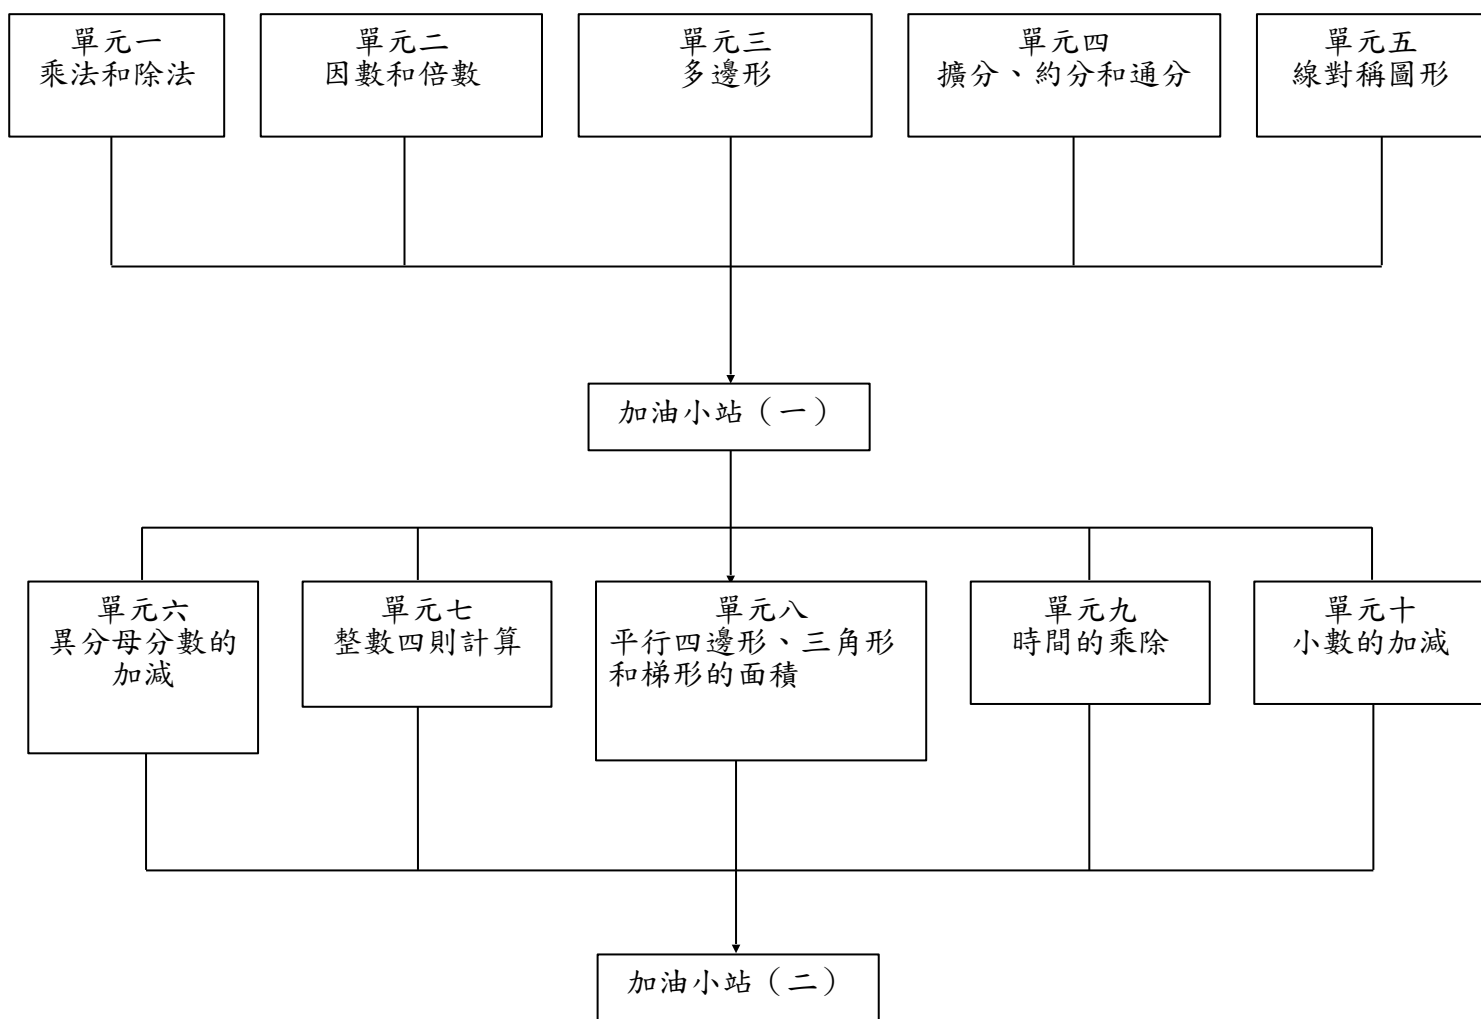 單元一
乘法和除法
單元二
因數和倍數
單元三
多邊形
單元四
擴分、約分和通分
單元五
線對稱圖形
加油小站（一）
單元六
異分母分數的
加減
單元七
整數四則計算
單元八
平行四邊形、三角形
和梯形的面積
單元九
時間的乘除
單元十
小數的加減
加油小站（二）